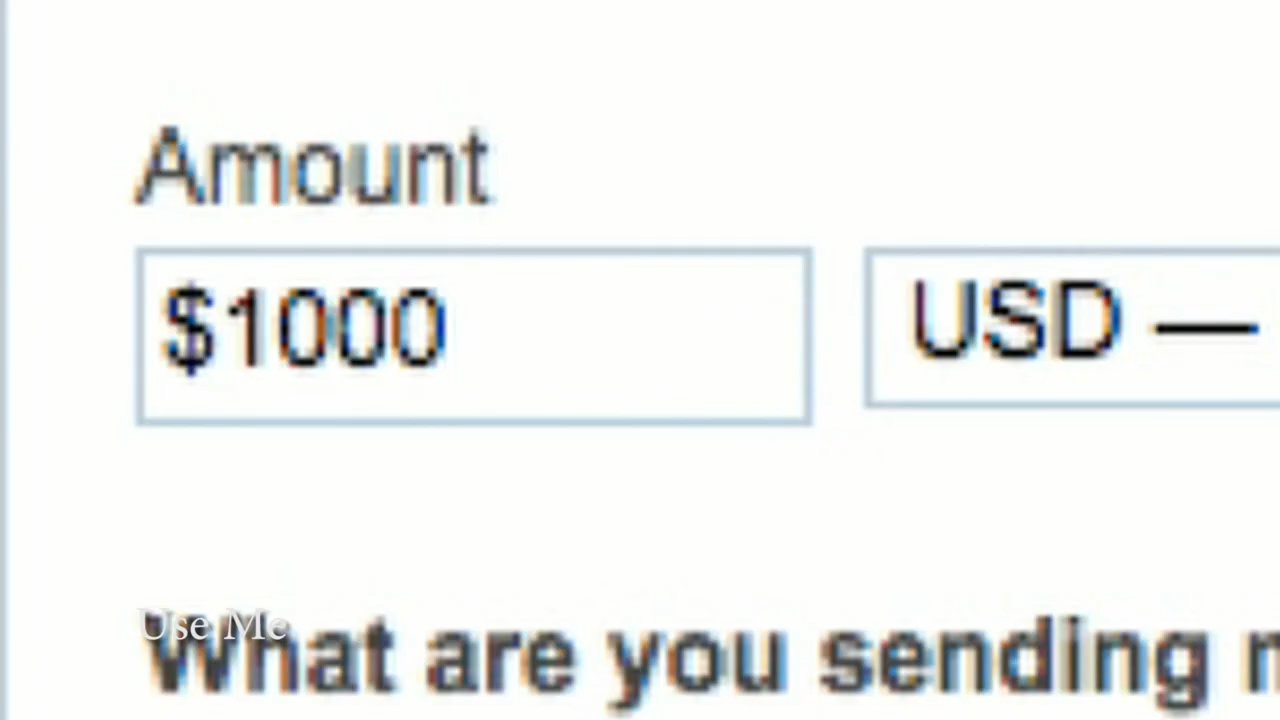 Amount
$1000
USD —
Use Me
What are you sending